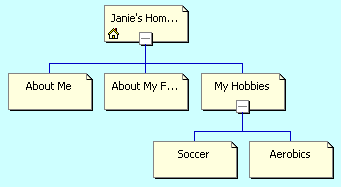 Janie's Hom...
About Me
About My F...
My Hobbies
Soccer
Aerobics